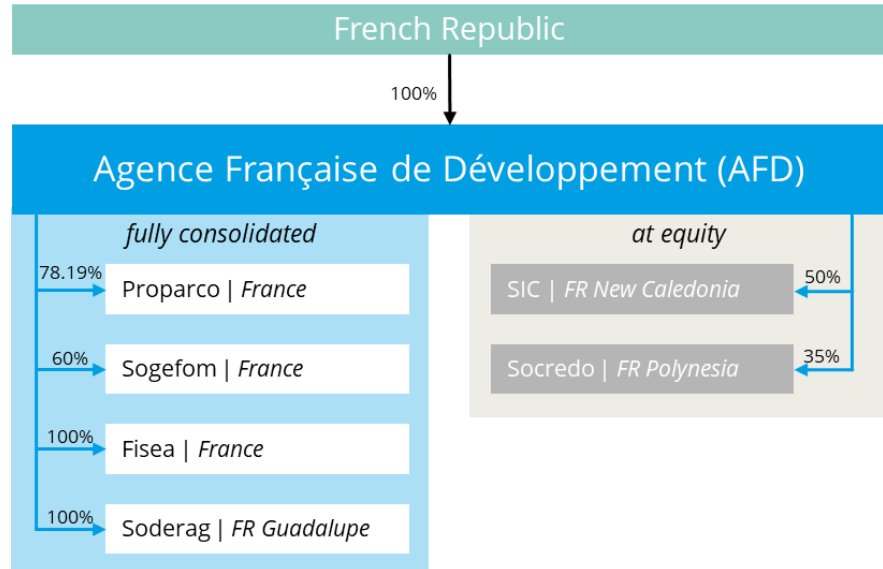 French Republic
100%
Agence Française de Développement (AFD)
fully consolidated
78.19%
Proparco | France
60%
Sogefom | France
100%
Fisea | France
100%
Soderag | FR Guadalupe
at equity
SIC | FR New Caledonia
50%
Socredo | FR Polynesia
35%